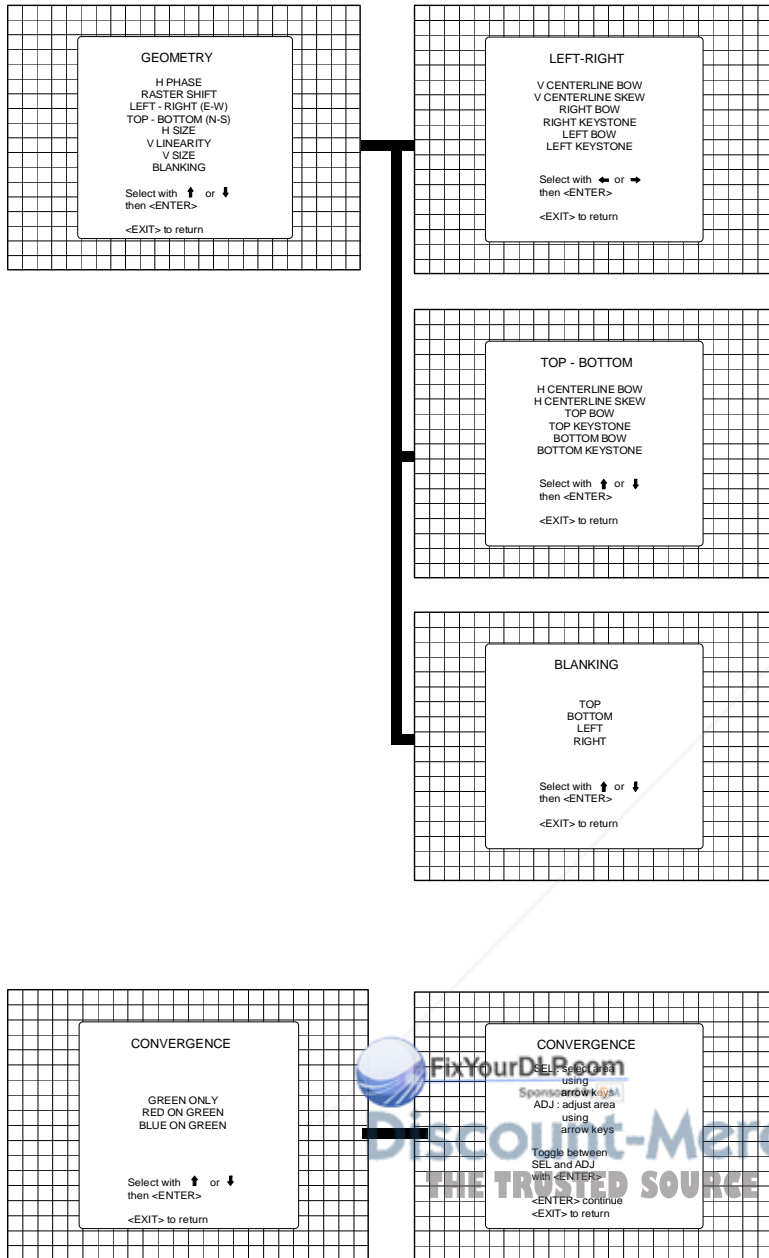 GEOMETRY
H PHASE
RASTER SHIFT
LEFT - RIGHT (E-W)
TOP - BOTTOM (N-S)
H SIZE
V LINEARITY
V SIZE
BLANKING
Select with ⬆ or ⬇
then <ENTER>
<EXIT> to return
LEFT-RIGHT
V CENTERLINE BOW
V CENTERLINE SKEW
RIGHT BOW
RIGHT KEYSTONE
LEFT BOW
LEFT KEYSTONE
Select with ⬅ or ➡
then <ENTER>
<EXIT> to return
TOP - BOTTOM
H CENTERLINE BOW
H CENTERLINE SKEW
TOP BOW
TOP KEYSTONE
BOTTOM BOW
BOTTOM KEYSTONE
Select with ⬆ or ⬇
then <ENTER>
<EXIT> to return
BLANKING
TOP
BOTTOM
LEFT
RIGHT
Select with ⬆ or ⬇
then <ENTER>
<EXIT> to return
CONVERGENCE
GREEN ONLY
RED ON GREEN
BLUE ON GREEN
Select with ⬆ or ⬇
then <ENTER>
<EXIT> to return
CONVERGENCE
SEL : select area
using
arrow keys
ADJ : adjust area
using
arrow keys
Toggle between
SEL and ADJ
with <ENTER>
<ENTER> continue
<EXIT> to return
FixYourDLP.com
Discount-Mer
THE TRUSTED SOURCE